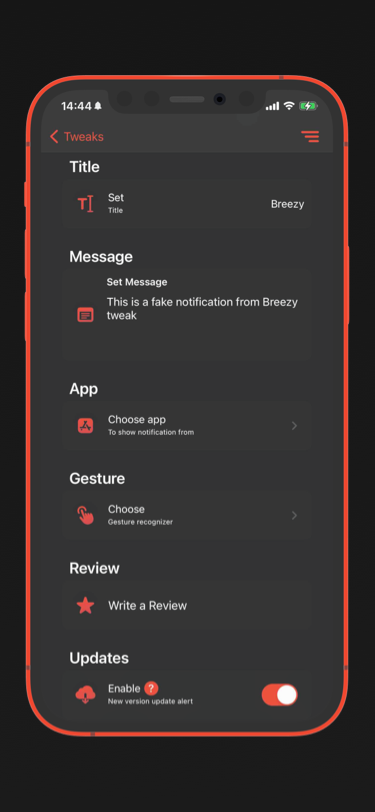 14:44
Tweaks
Title
Set
Title
Breezy
Message
Set Message
This is a fake notification from Breezy
tweak
App
Choose app
To show notification from
Gesture
Choose
Gesture recognizer
Review
Write a Review
Updates
Enable ?
New version update alert